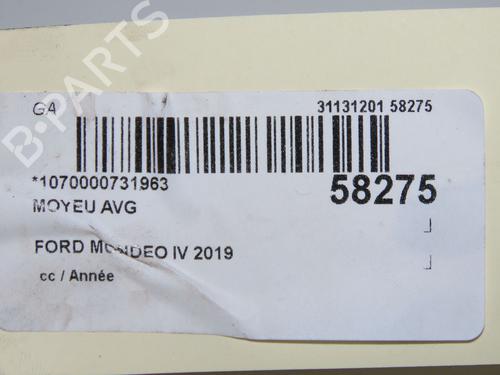 GA
31131201 58275
*1070000731963
58275
MOYEU AVG
FORD MONDEO IV 2019
cc / Année
B-PARTS